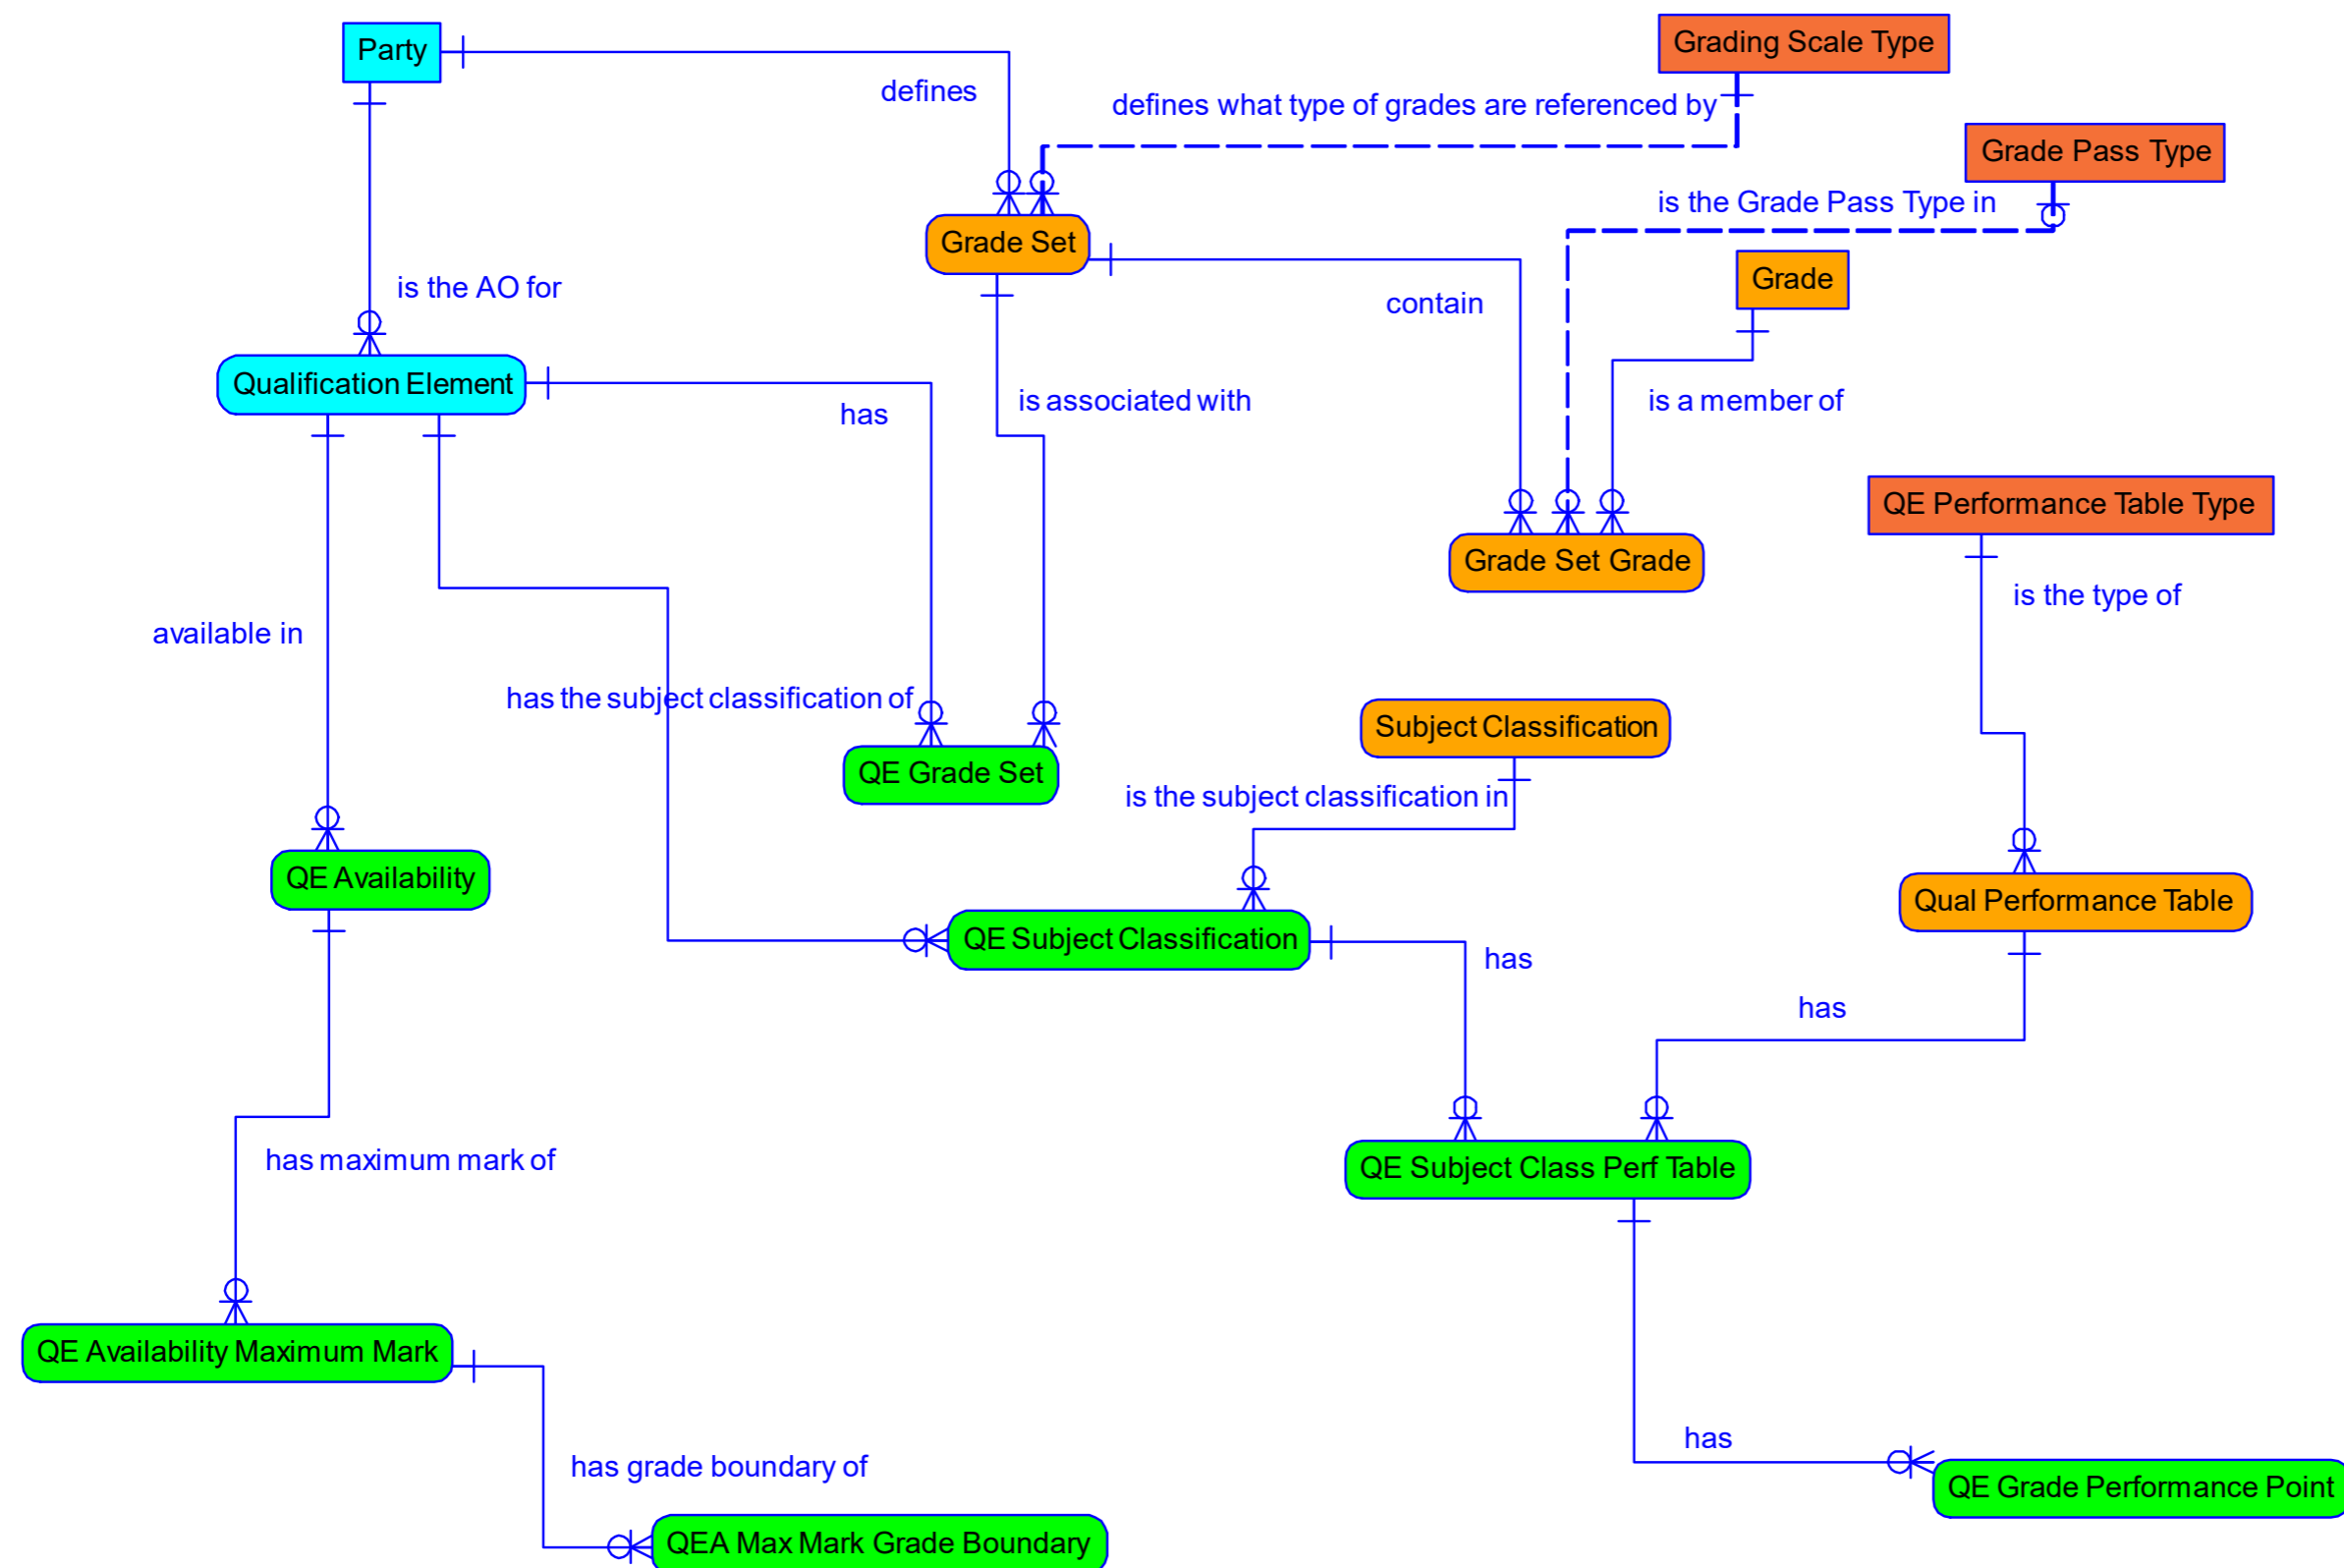 Party
Grading Scale Type
defines
defines what type of grades are referenced by
Grade Pass Type
is the Grade Pass Type in
Grade Set
Grade
is the AO for
contain
Qualification Element
has
is associated with
is a member of
QE Performance Table Type
Grade Set Grade
is the type of
available in
has the subject classification of
Subject Classification
QE Grade Set
is the subject classification in
QE Availability
Qual Performance Table
QE Subject Classification
has
has
has maximum mark of
QE Subject Class Perf Table
QE Availability Maximum Mark
has
has grade boundary of
QE Grade Performance Point
QEA Max Mark Grade Boundary